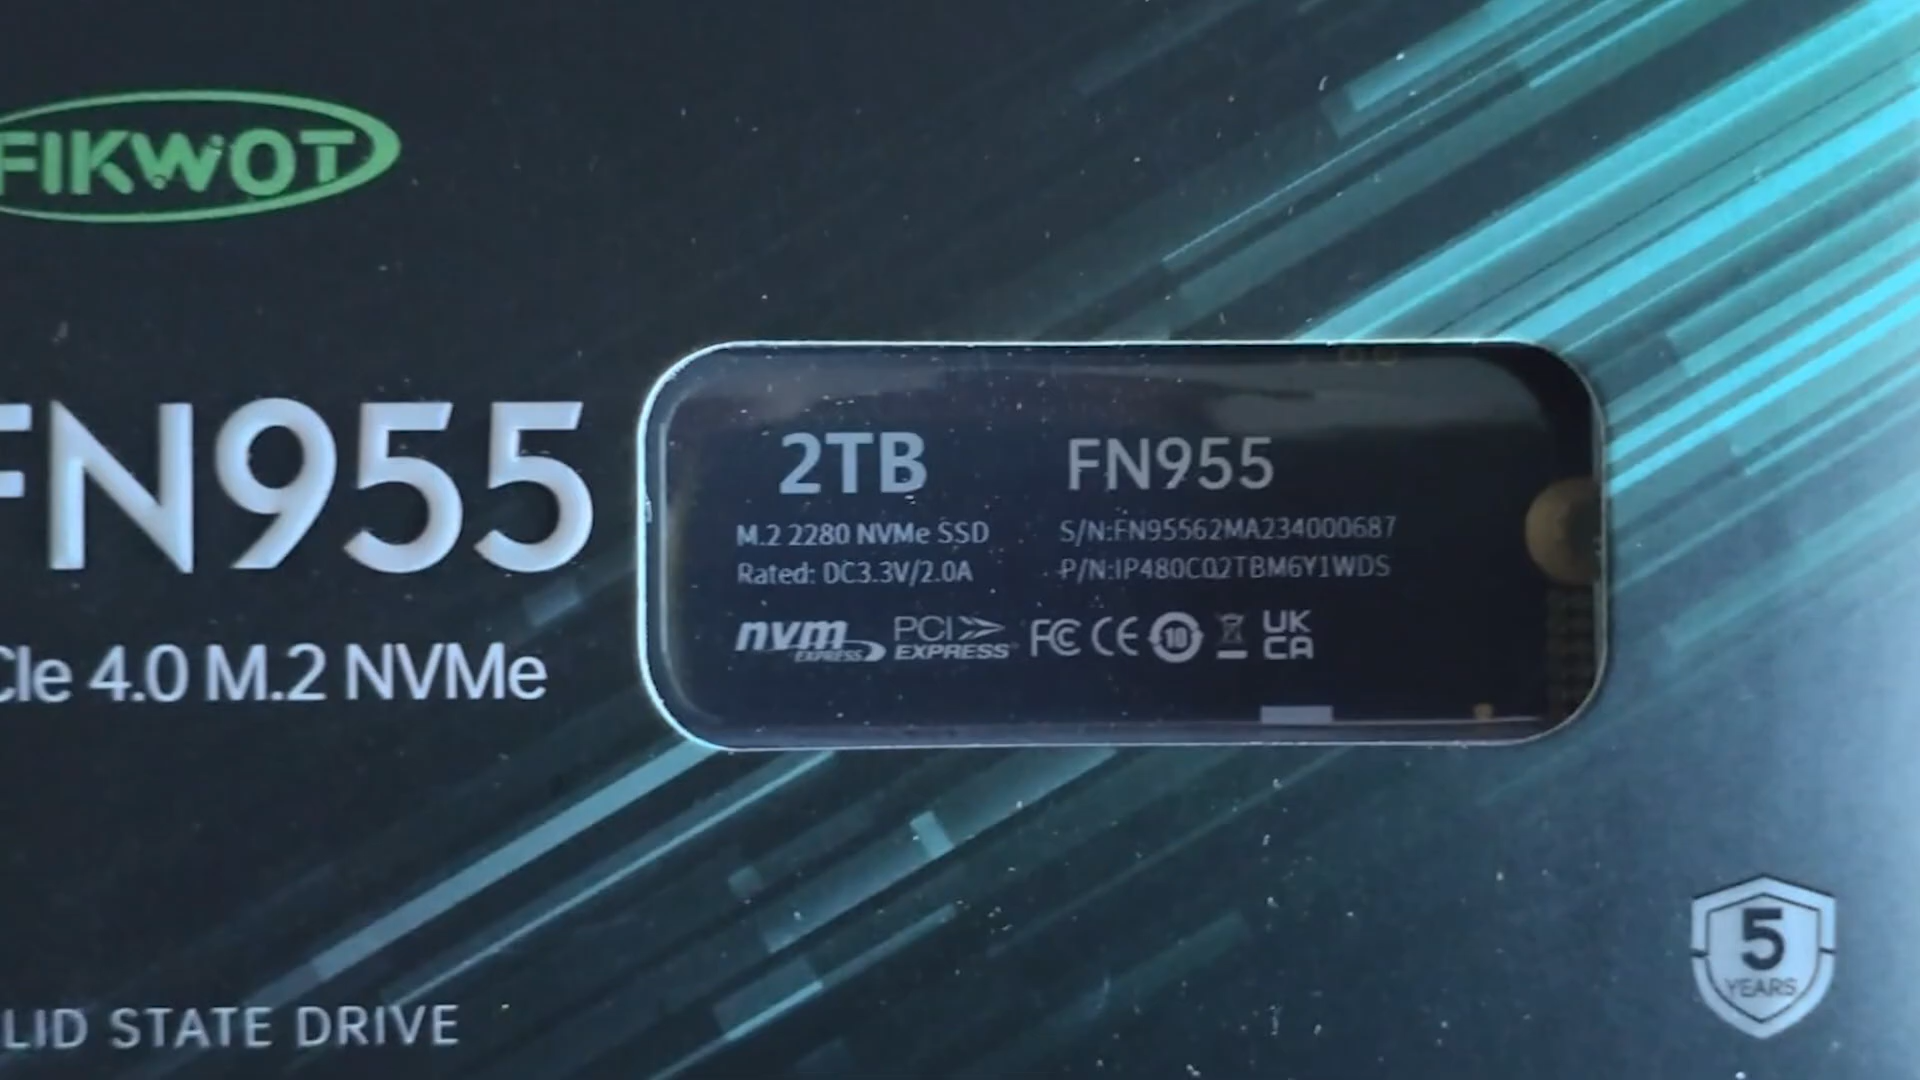 FIKWOT
FN955
CIe 4.0 M.2 NVMe
LID STATE DRIVE
2TB FN955
M.2 2280 NVMe SSD S/N:FN95562MA234000687
Rated: DC3.3V/2.0A P/N:IP480C02TBM6Y1WDS
nvm EXPRESS PCI EXPRESS FC CE 10 UK CA
5
YEARS